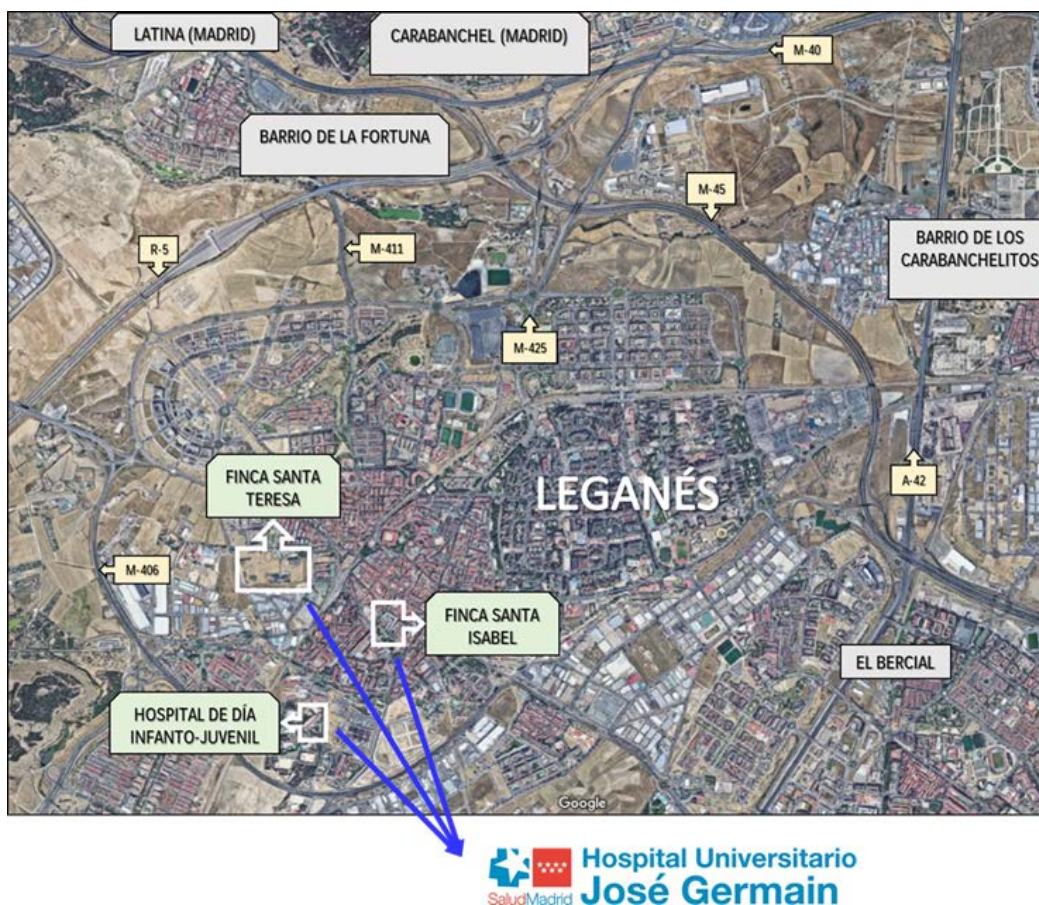 LATINA (MADRID)
CARABANCHEL (MADRID)
M-40
BARRIO DE LA FORTUNA
M-45
R-5
M-411
BARRIO DE LOS
CARABANCHELITOS
M-425
FINCA SANTA
TERESA
LEGANÉS
A-42
M-406
FINCA SANTA
ISABEL
EL BERCIAL
HOSPITAL DE DÍA
INFANTO-JUVENIL
Google
SaludMadrid
Hospital Universitario
José Germain